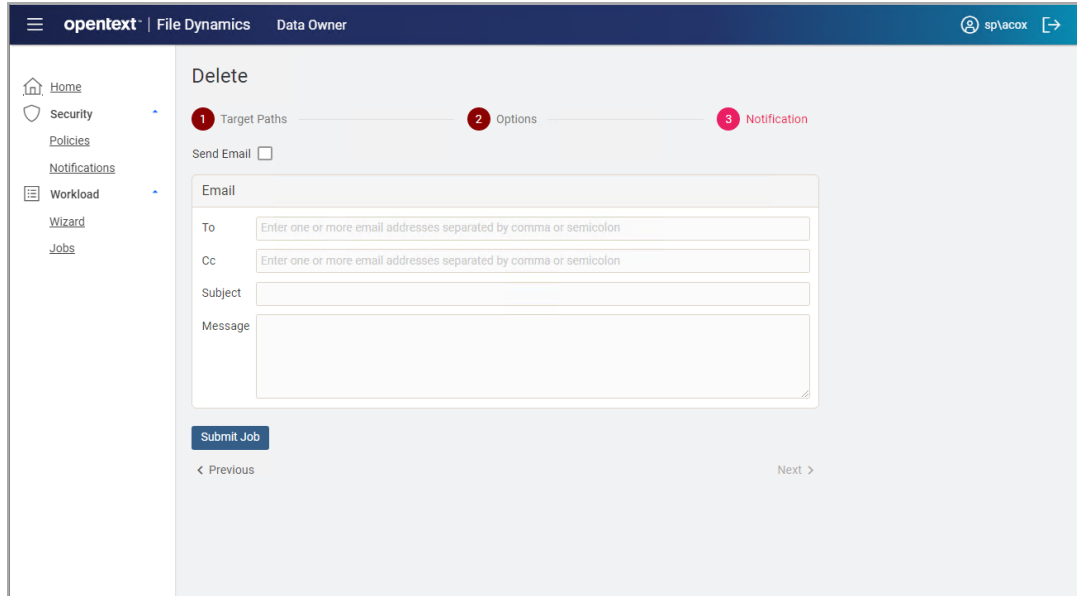 opentext™ | File Dynamics Data Owner sp\acox
Home
Security
Policies
Notifications
Workload
Wizard
Jobs
Delete
1 Target Paths 2 Options 3 Notification
Send Email
Email
To Enter one or more email addresses separated by comma or semicolon
Cc Enter one or more email addresses separated by comma or semicolon
Subject
Message
Submit Job
< Previous Next >